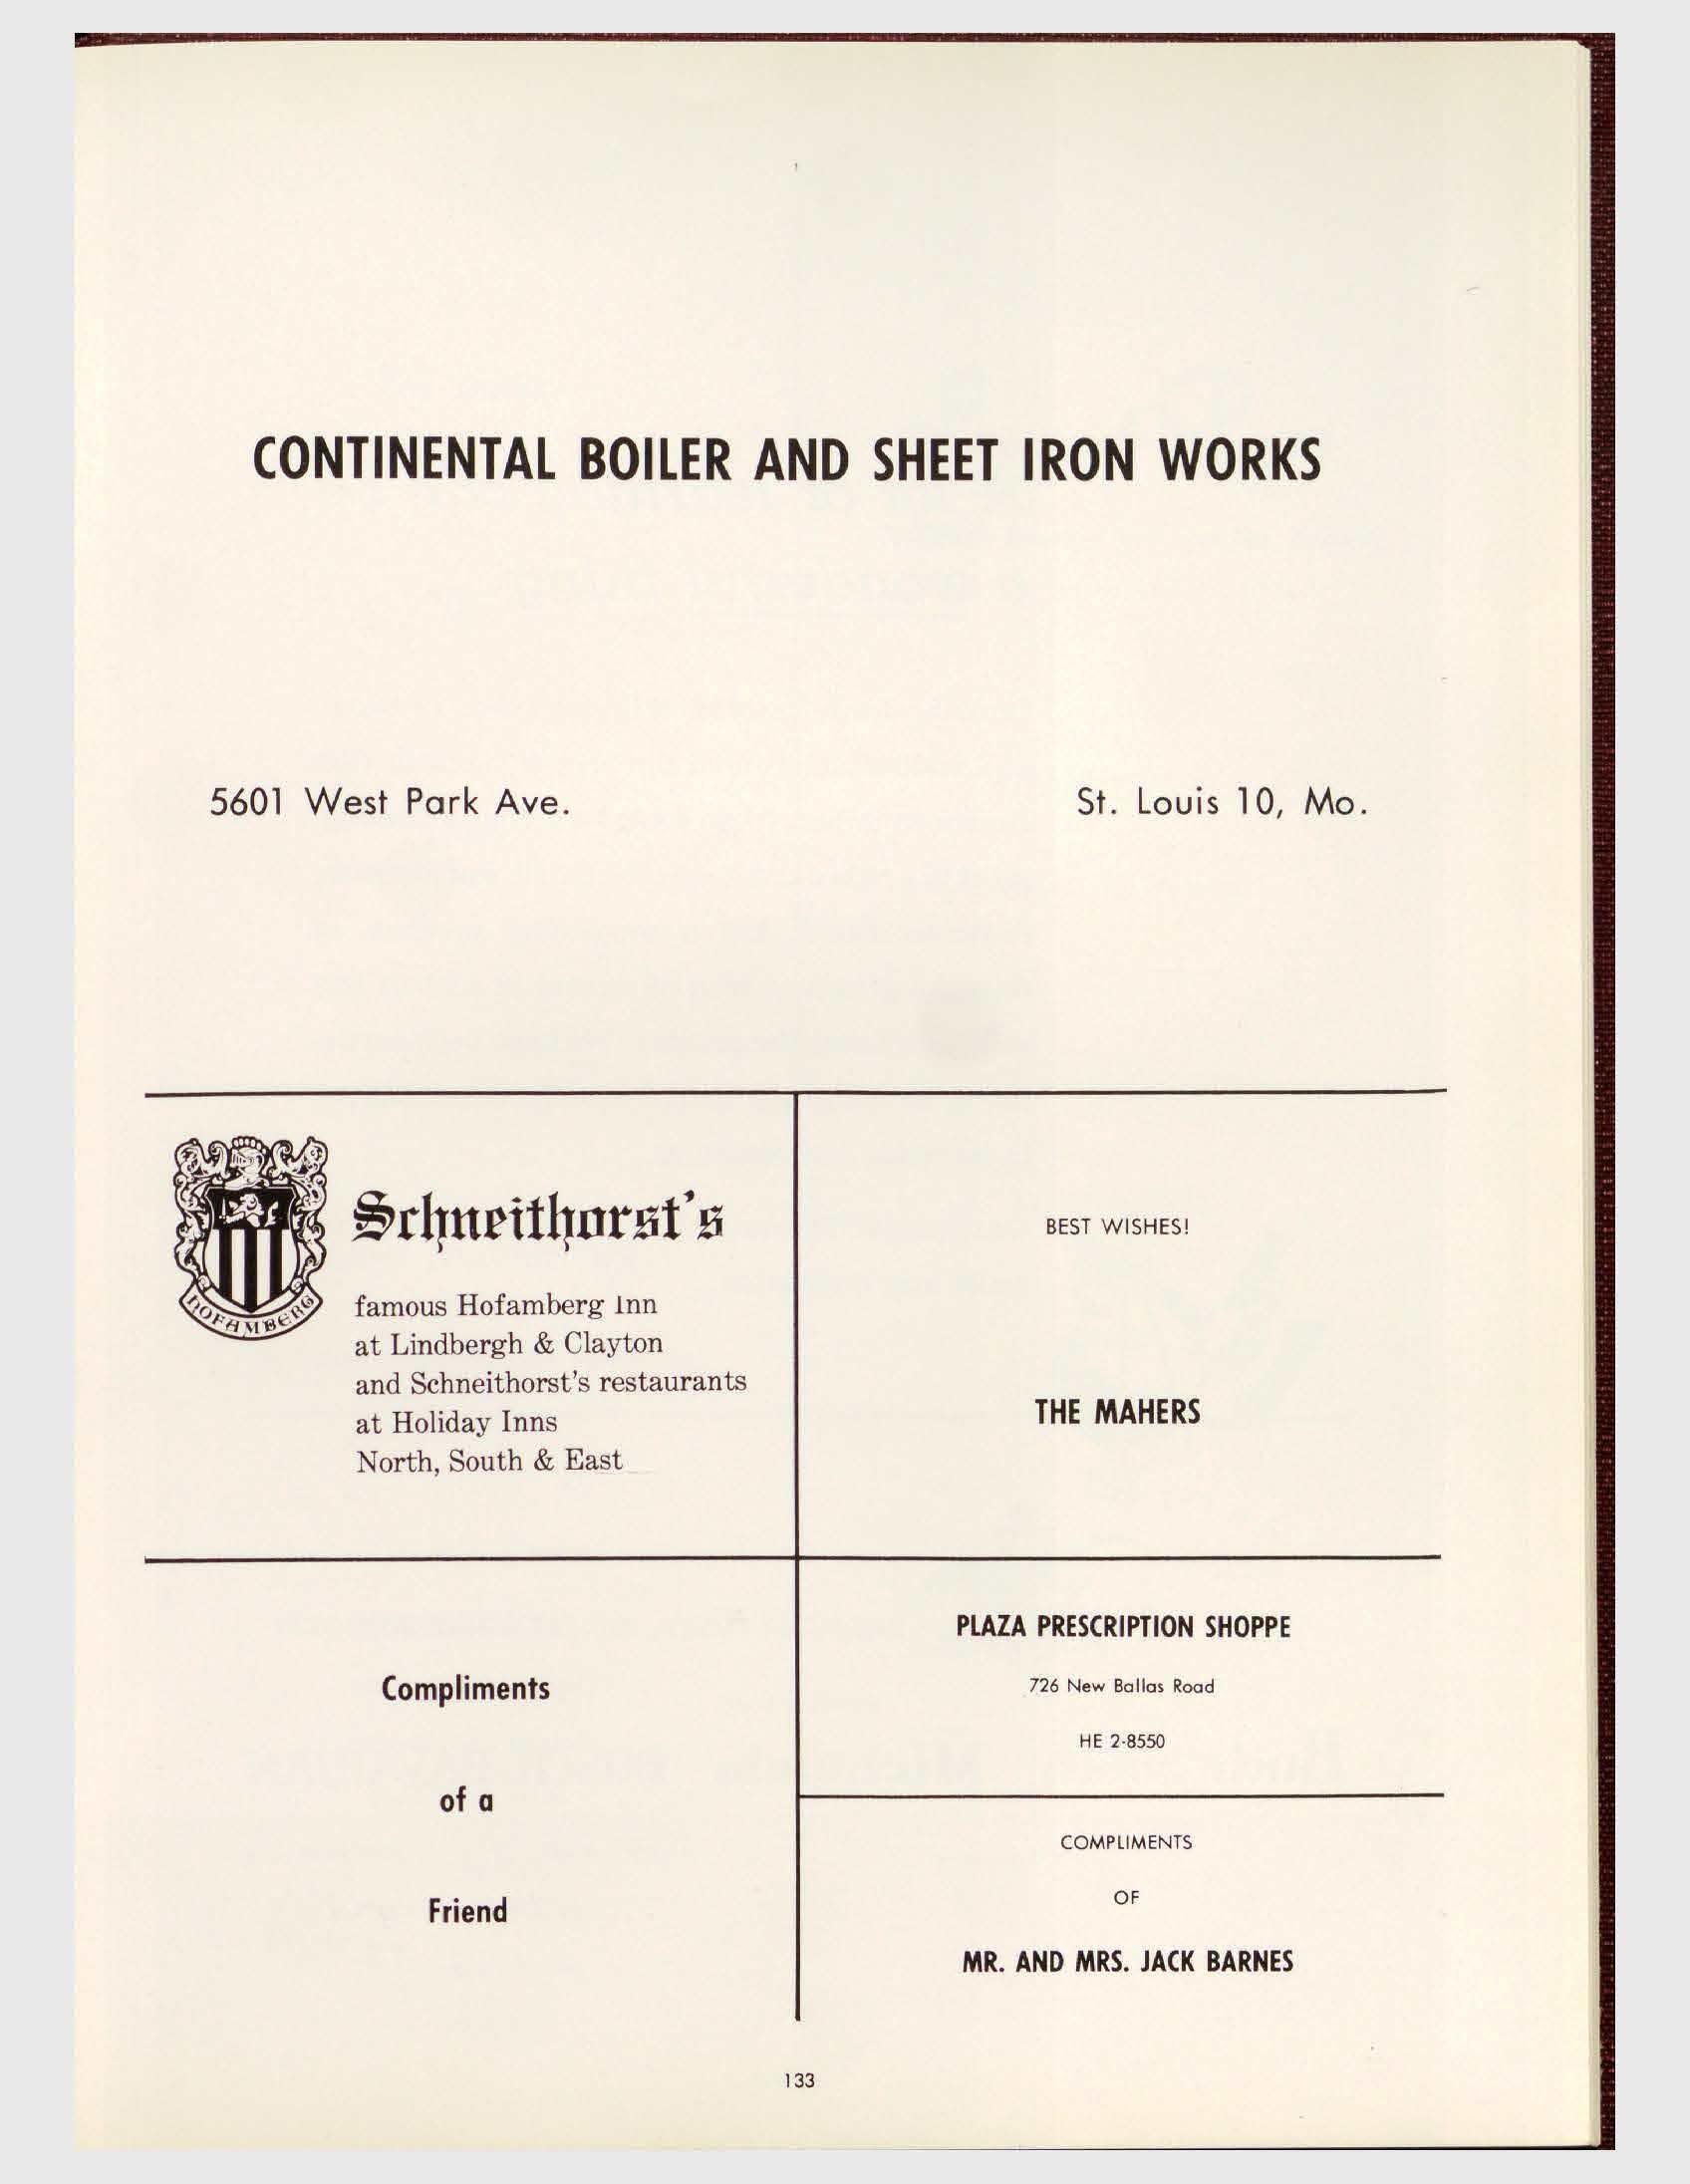 CONTINENTAL BOILER AND SHEET IRON WORKS
5601 West Park Ave.
St. Louis 10, Mo.
HOFAMBERG
Schneithorst's
famous Hofamberg Inn
at Lindbergh & Clayton
and Schneithorst's restaurants
at Holiday Inns
North, South & East
BEST WISHES!
THE MAHERS
Compliments
of a
Friend
PLAZA PRESCRIPTION SHOPPE
726 New Ballas Road
HE 2-8550
COMPLIMENTS
OF
MR. AND MRS. JACK BARNES
133